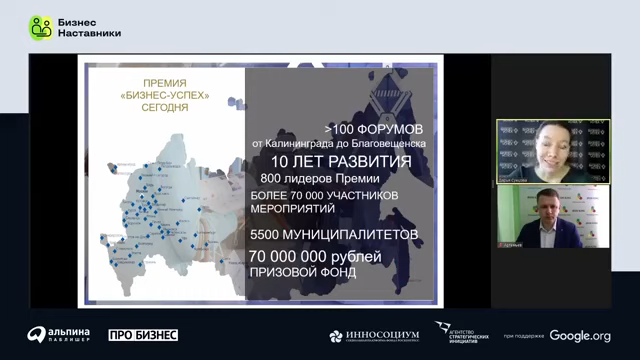 Бизнес
Наставники
ПРЕМИЯ
«БИЗНЕС-УСПЕХ»
СЕГОДНЯ
>100 ФОРУМОВ
от Калининграда до Благовещенска
10 ЛЕТ РАЗВИТИЯ
800 лидеров Премии
БОЛЕЕ 70 000 УЧАСТНИКОВ
МЕРОПРИЯТИЙ
5500 МУНИЦИПАЛИТЕТОВ
70 000 000 рублей
ПРИЗОВОЙ ФОНД
альпина
ПАБЛИШЕР
ПРО БИЗНЕС
ИННОСОЦИУМ
АГЕНТСТВО
СТРАТЕГИЧЕСКИХ
ИНИЦИАТИВ
при поддержке
Google.org